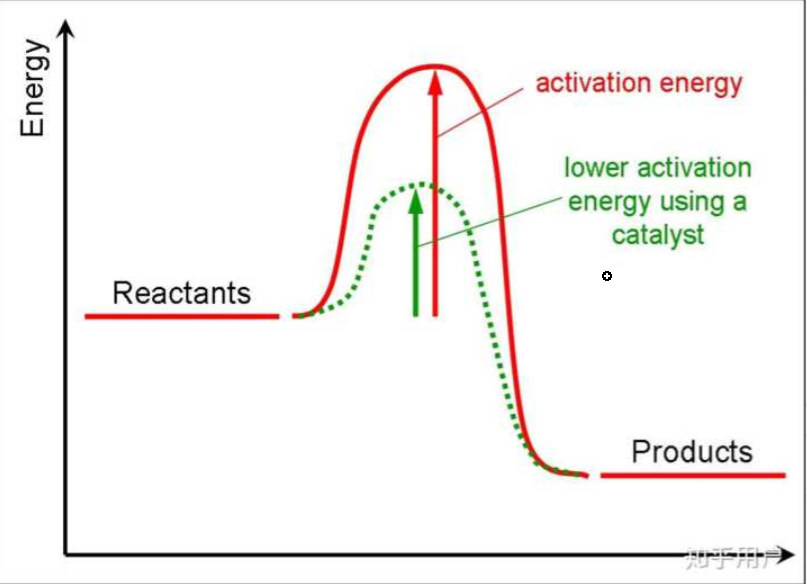 Energy
activation energy
lower activation
energy using a
catalyst
Reactants
Products
知乎用户